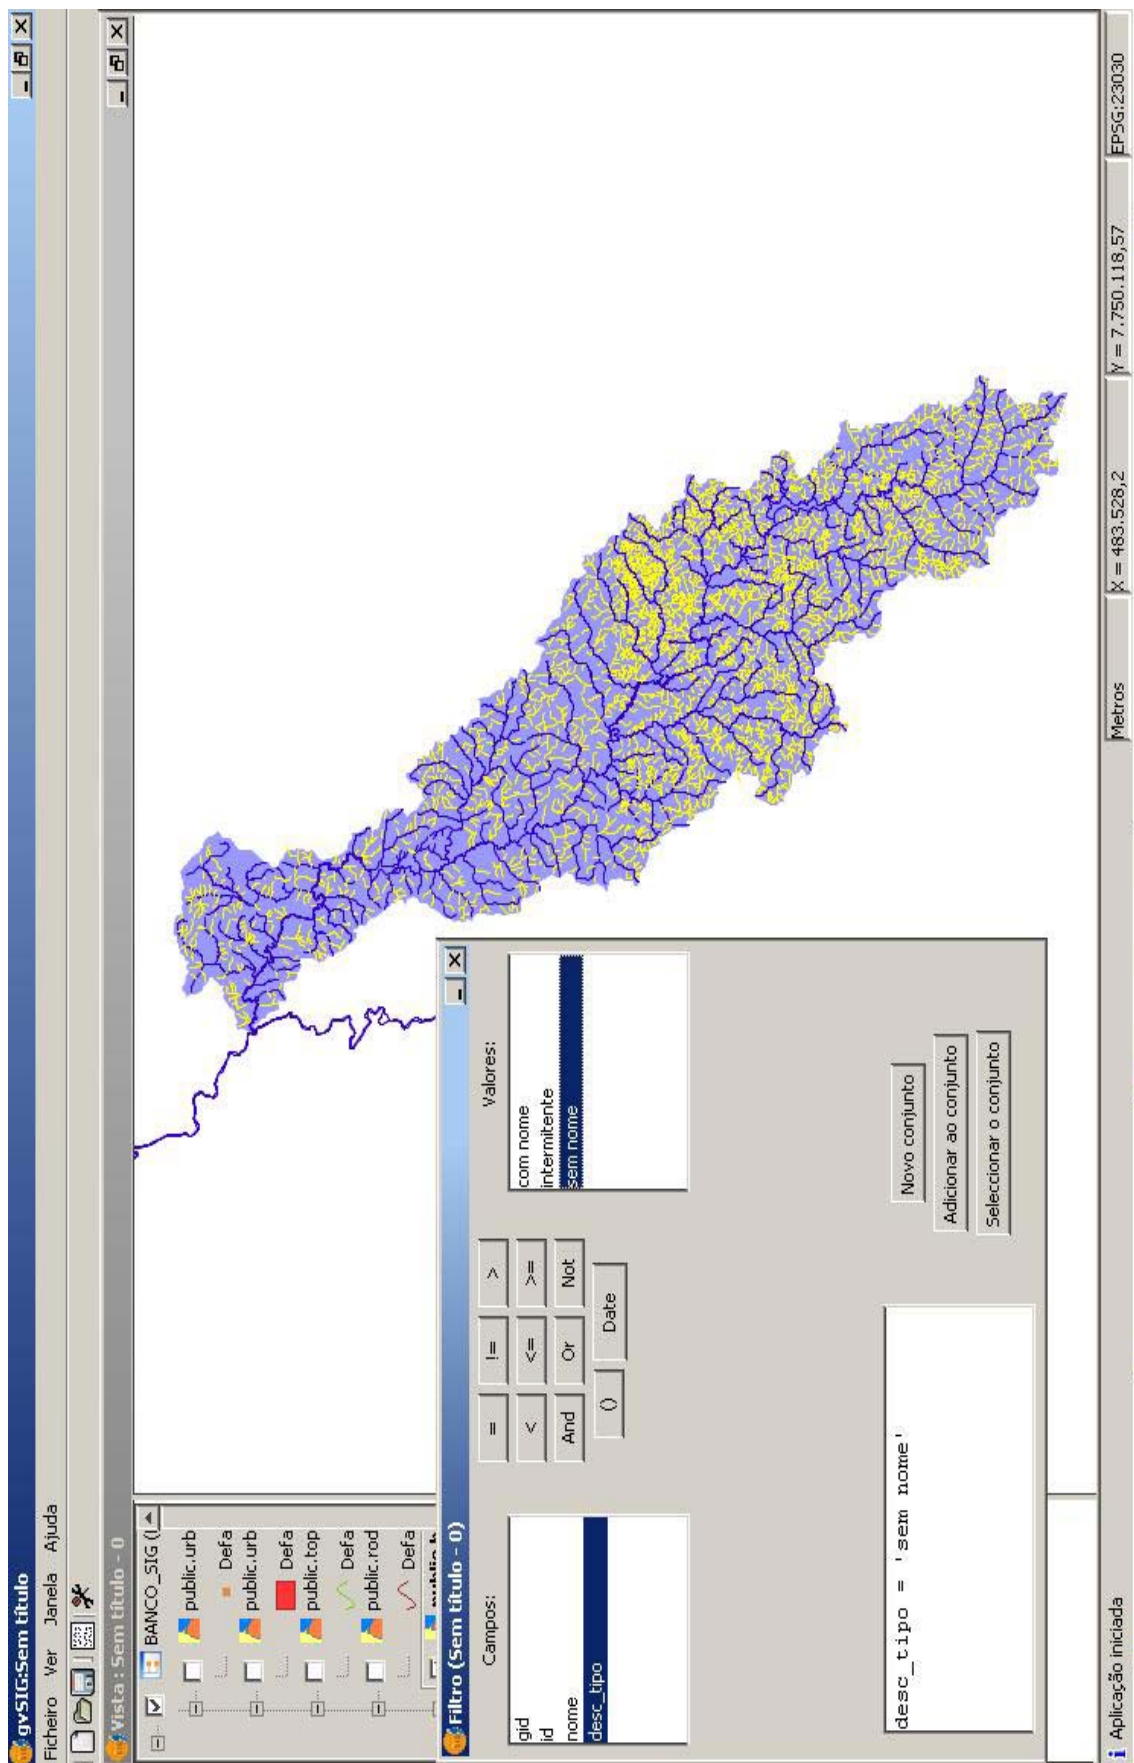 gvSIG:Sem título
Ficheiro Ver Janela Ajuda
Vista : Sem título - 0
BANCO_SIG (
public.urb
Defa
public.urb
Defa
public.top
Defa
public.rod
Defa
Filtro (Sem título - 0)
Campos:
gid
id
nome
desc_tipo
= != >
< <= >=
And Or Not
() Date
Valores:
com nome
intermitente
sem nome
desc_tipo = 'sem nome'
Novo conjunto
Adicionar ao conjunto
Seleccionar o conjunto
Aplicação iniciada
Metros
X = 483.528,2
Y = 7.750.118,57
EPSG:23030